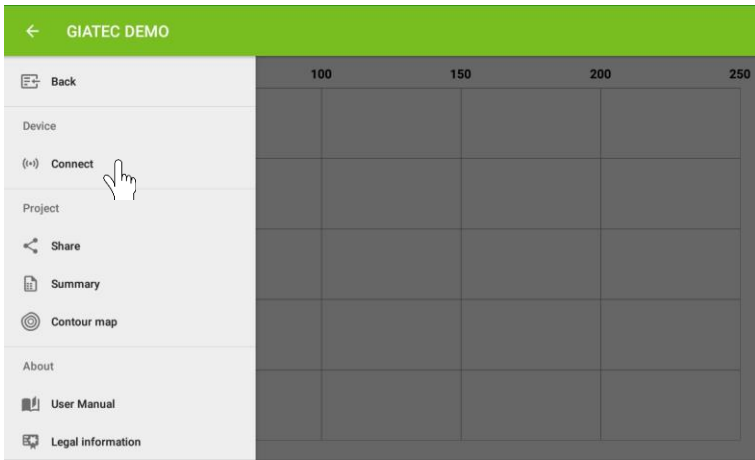 GIATEC DEMO
Back
100 150 200 250
Device
Connect
Project
Share
Summary
Contour map
About
User Manual
Legal information